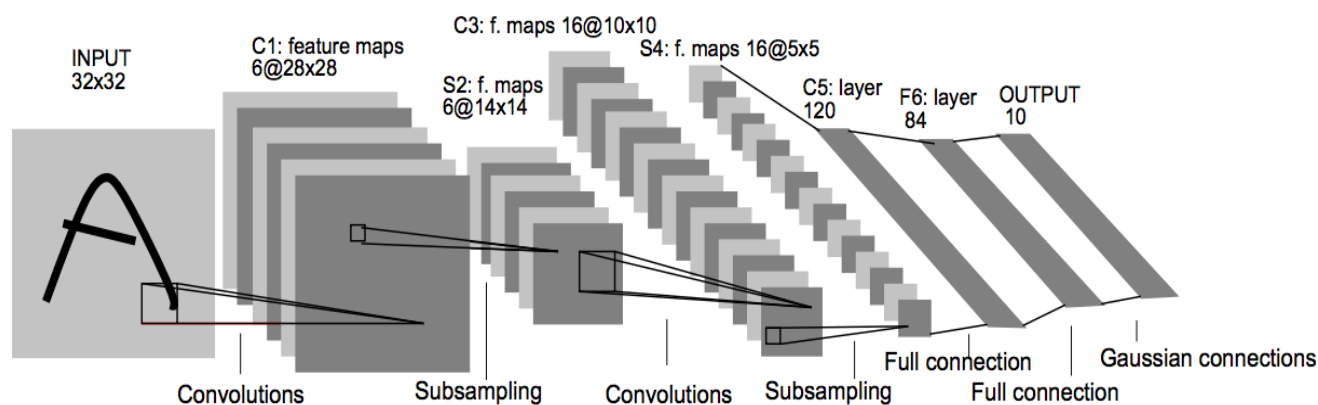 INPUT
32x32
C1: feature maps
6@28x28
S2: f. maps
6@14x14
C3: f. maps 16@10x10
S4: f. maps 16@5x5
C5: layer
120
F6: layer
84
OUTPUT
10
Convolutions
Subsampling
Convolutions
Subsampling
Full connection
Full connection
Gaussian connections
A